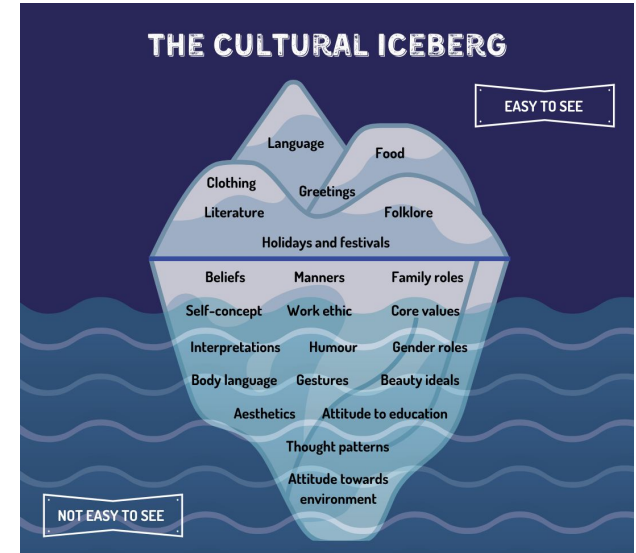 THE CULTURAL ICEBERG
EASY TO SEE
Language
Food
Clothing
Greetings
Literature
Folklore
Holidays and festivals
Beliefs Manners Family roles
Self-concept Work ethic Core values
Interpretations Humour Gender roles
Body language Gestures Beauty ideals
Aesthetics Attitude to education
Thought patterns
Attitude towards
environment
NOT EASY TO SEE